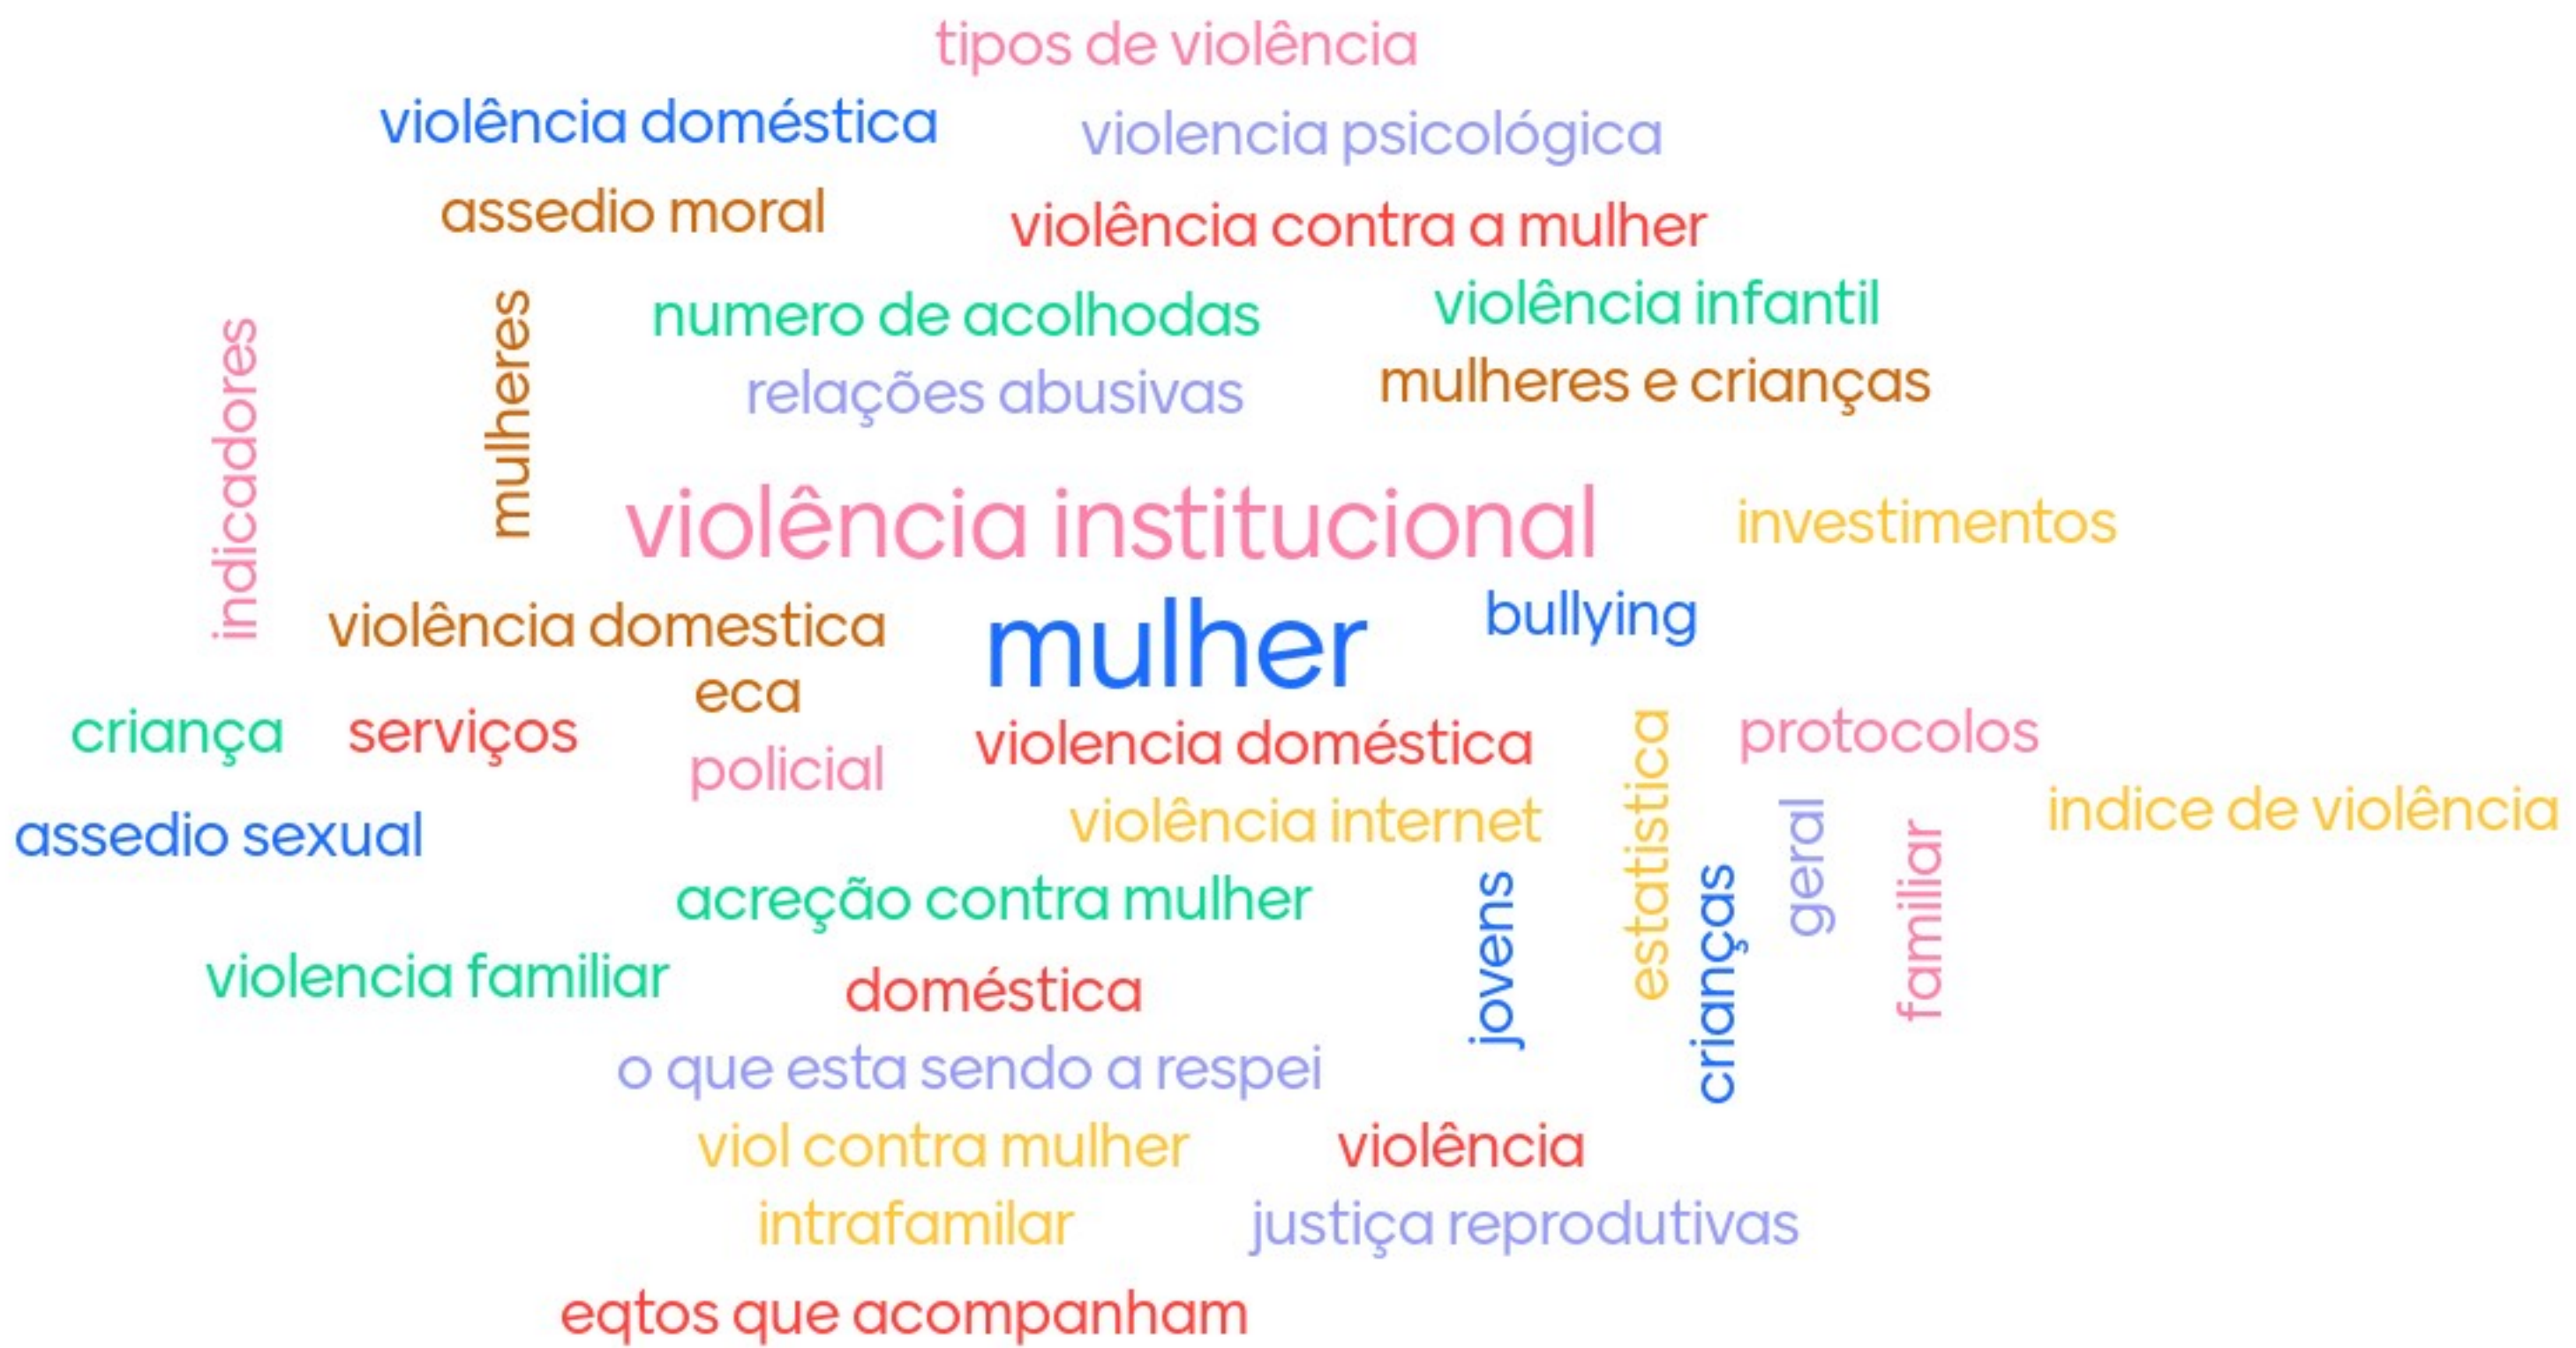 tipos de violência
violência doméstica
violencia psicológica
assedio moral
violência contra a mulher
indicadores
mulheres
numero de acolhodas
violência infantil
relações abusivas
mulheres e crianças
violência institucional
investimentos
violência domestica
mulher
bullying
eca
criança
serviços
policial
violencia doméstica
estatistica
protocolos
assedio sexual
violência internet
geral
familiar
indice de violência
acreção contra mulher
jovens
crianças
violencia familiar
doméstica
o que esta sendo a respei
viol contra mulher
violência
intrafamilar
justiça reprodutivas
eqtos que acompanham